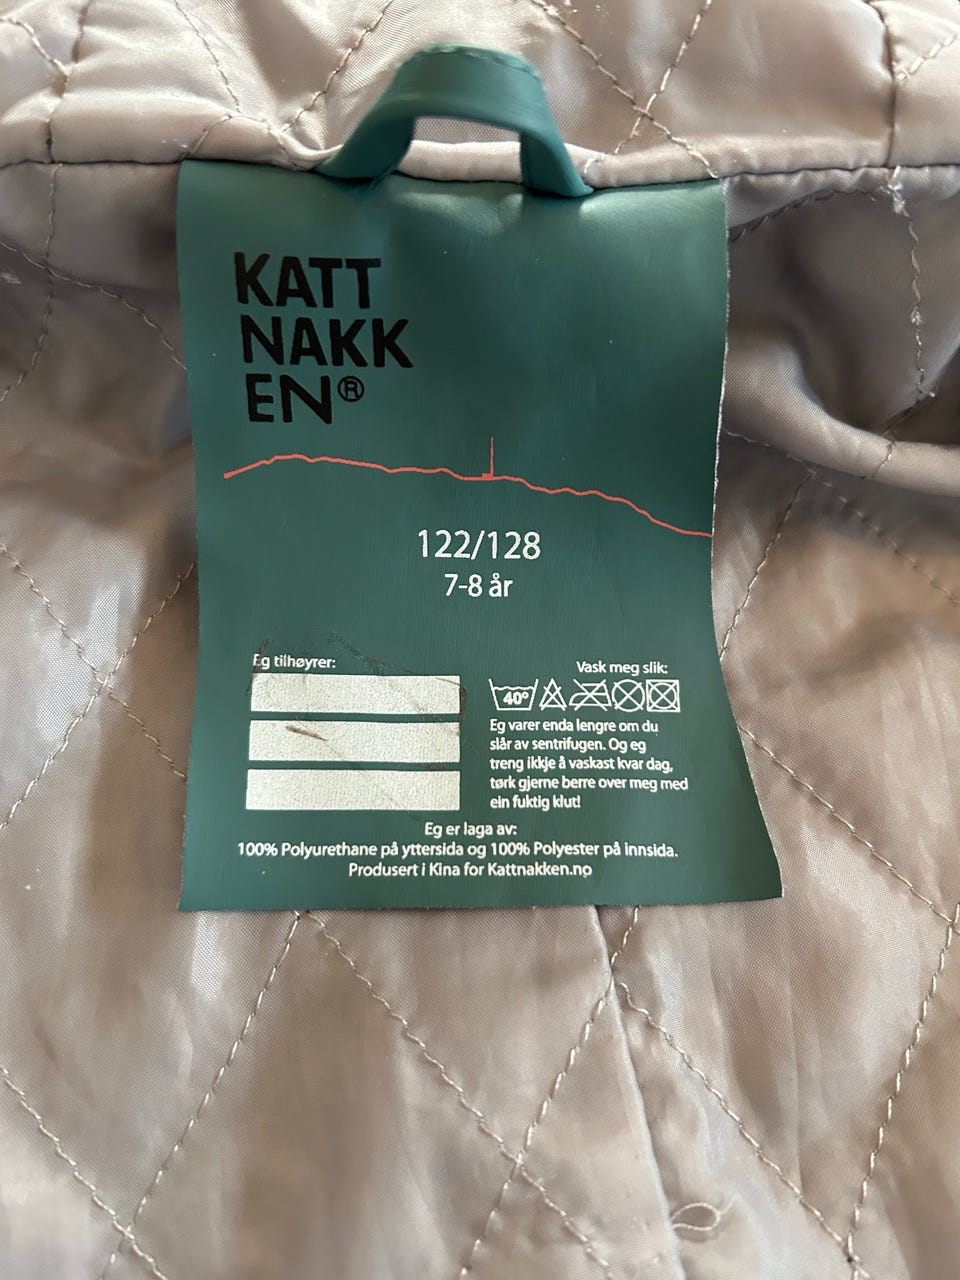 KATT
NAKK
EN®
122/128
7-8 år
Eg tilhøyrer:
Vask meg slik:
40°
Eg varer enda lengre om du
slår av sentrifugen. Og eg
treng ikkje å vaskast kvar dag,
tørk gjerne berre over meg med
ein fuktig klut!
Eg er laga av:
100% Polyurethane på yttersida og 100% Polyester på innsida.
Produsert i Kina for Kattnakken.no